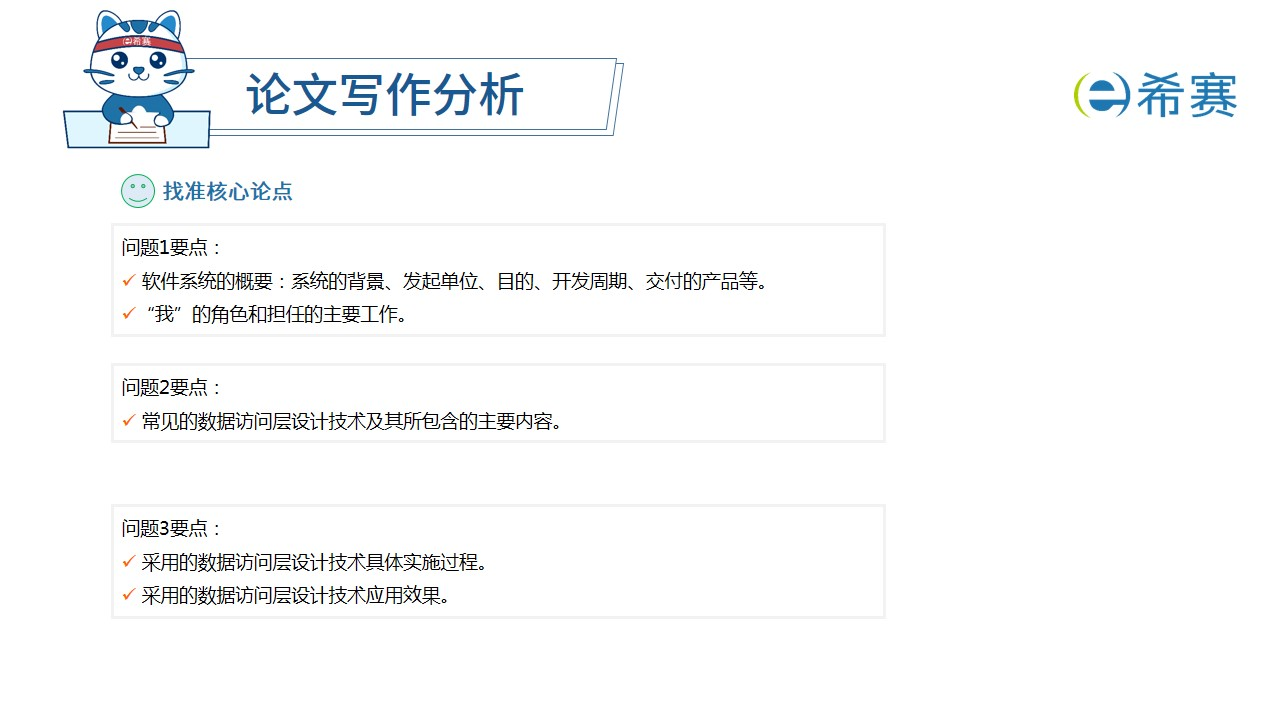 希赛
论文写作分析
希赛
找准核心论点
问题1要点：
✓ 软件系统的概要：系统的背景、发起单位、目的、开发周期、交付的产品等。
✓ “我”的角色和担任的主要工作。
问题2要点：
✓ 常见的数据访问层设计技术及其所包含的主要内容。
问题3要点：
✓ 采用的数据访问层设计技术具体实施过程。
✓ 采用的数据访问层设计技术应用效果。